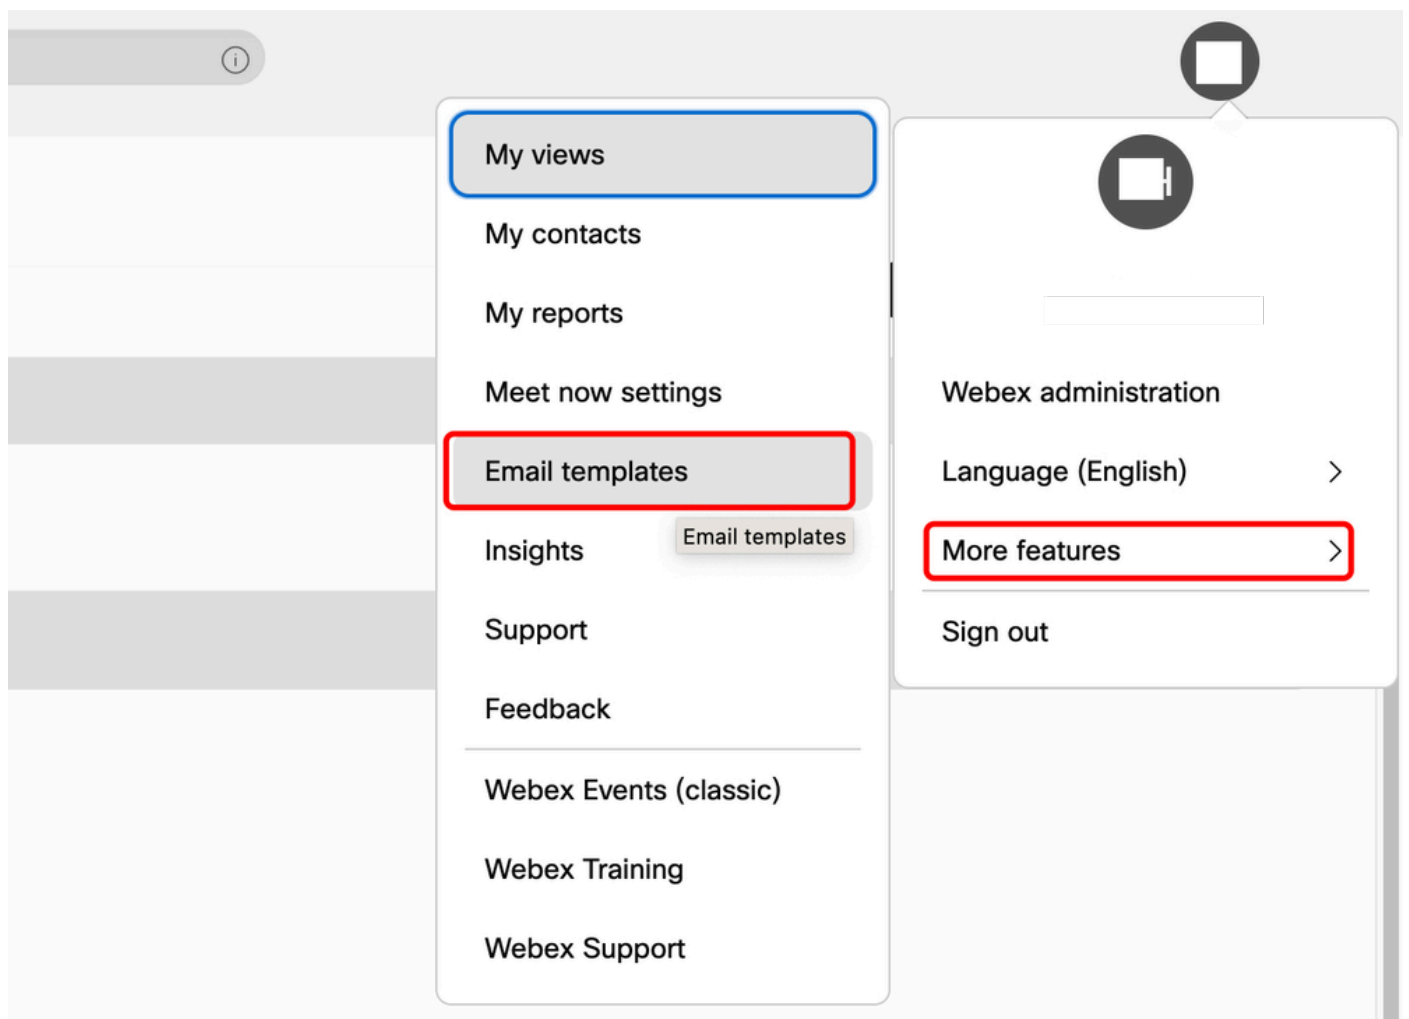 My views
My contacts
My reports
Meet now settings
Email templates
Email templates
Insights
Support
Feedback
Webex Events (classic)
Webex Training
Webex Support
Webex administration
Language (English)
More features
Sign out